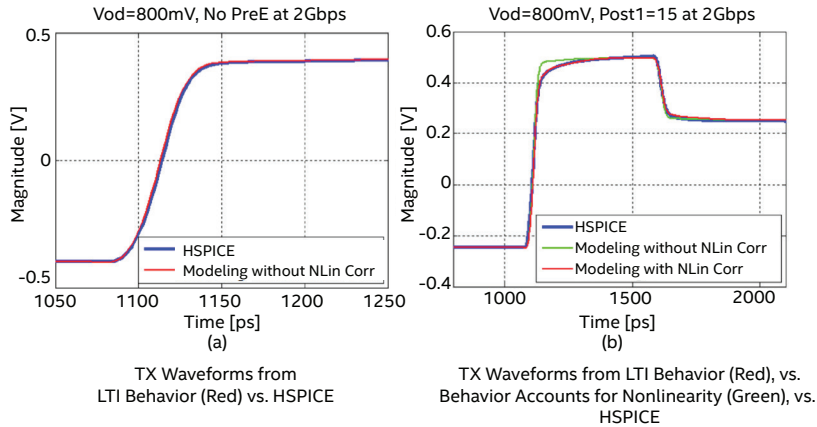 Vod=800mV, No PreE at 2Gbps
0.5
0
-0.5
Magnitude [V]
HSPICE
Modeling without NLin Corr
1050
1100
1150
1200
1250
Time [ps]
(a)
TX Waveforms from
LTI Behavior (Red) vs. HSPICE
Vod=800mV, Post1=15 at 2Gbps
0.6
0.4
0.2
0
-0.2
-0.4
Magnitude [V]
HSPICE
Modeling without NLin Corr
Modeling with NLin Corr
1000
1500
2000
Time [ps]
(b)
TX Waveforms from LTI Behavior (Red), vs.
Behavior Accounts for Nonlinearity (Green), vs.
HSPICE